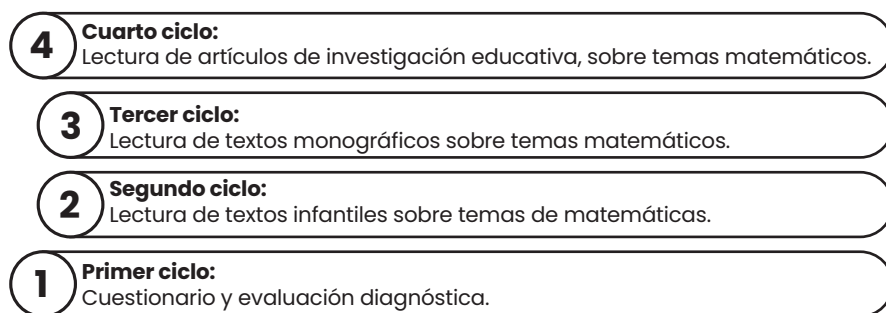 4
Cuarto ciclo:
Lectura de artículos de investigación educativa, sobre temas matemáticos.
3
Tercer ciclo:
Lectura de textos monográficos sobre temas matemáticos.
2
Segundo ciclo:
Lectura de textos infantiles sobre temas de matemáticas.
1
Primer ciclo:
Cuestionario y evaluación diagnóstica.